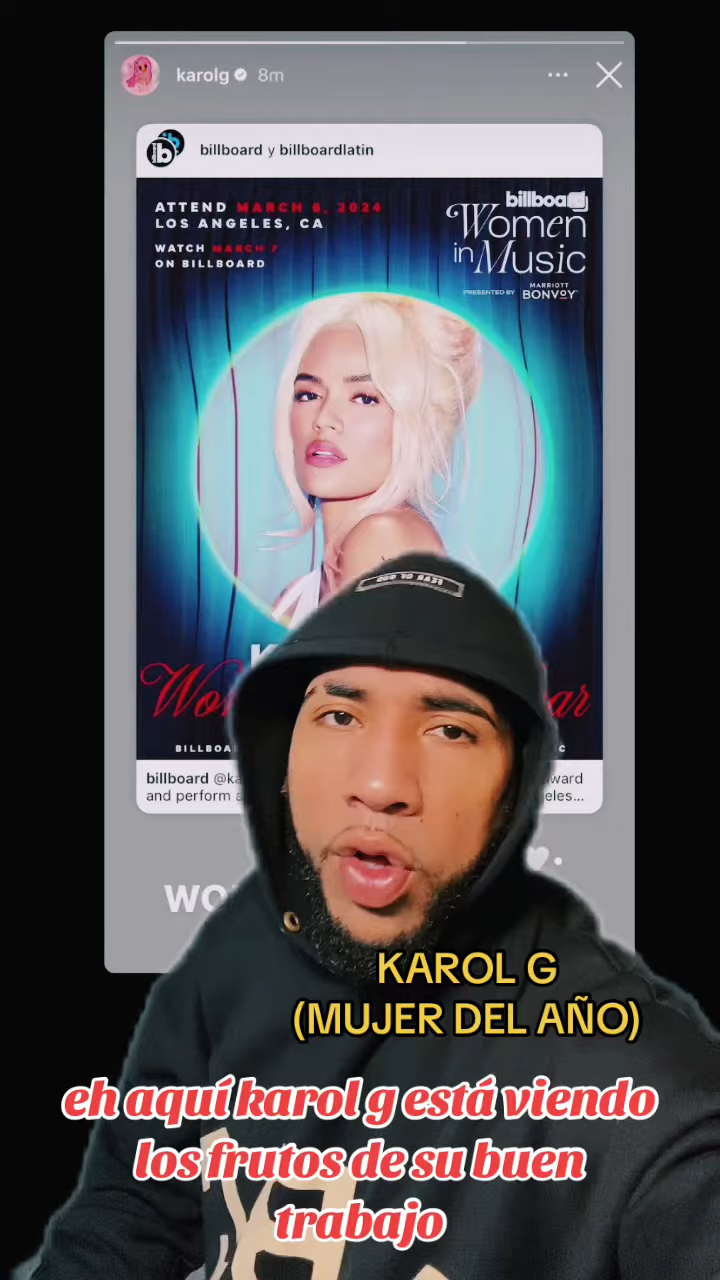 karolg 8m
billboard y billboardlatin
ATTEND MARCH 6, 2024
LOS ANGELES, CA
WATCH MARCH 7
ON BILLBOARD
billboard
Women
in Music
PRESENTED BY MARRIOTT
BONVOY
billboard
and perform
KAROL G
(MUJER DEL AÑO)
eh aquí karol g está viendo
los frutos de su buen
trabajo